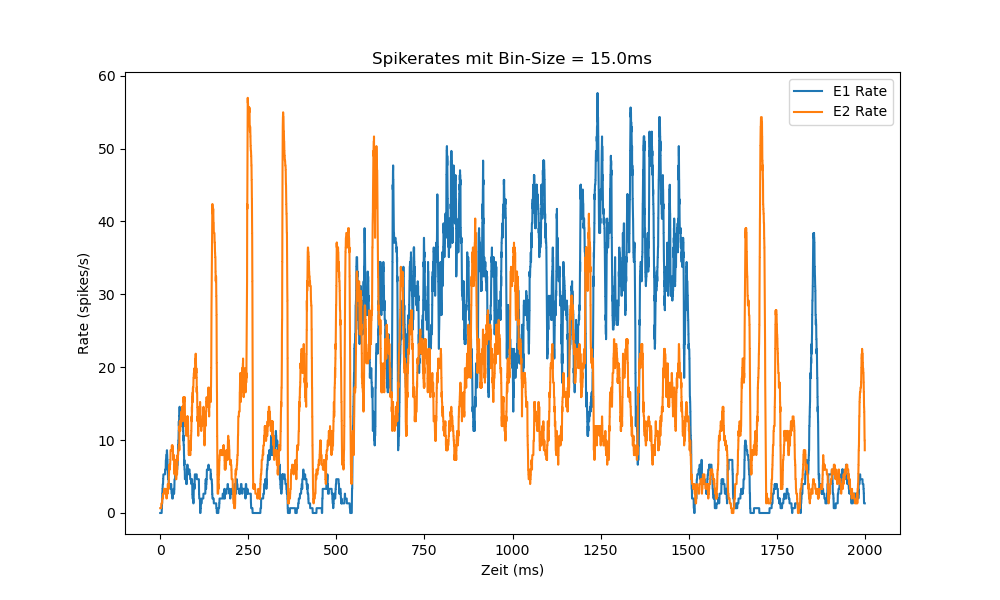 Spikerates mit Bin-Size = 15.0ms
E1 Rate
E2 Rate
60
50
40
30
20
10
0
Rate (spikes/s)
0 250 500 750 1000 1250 1500 1750 2000
Zeit (ms)